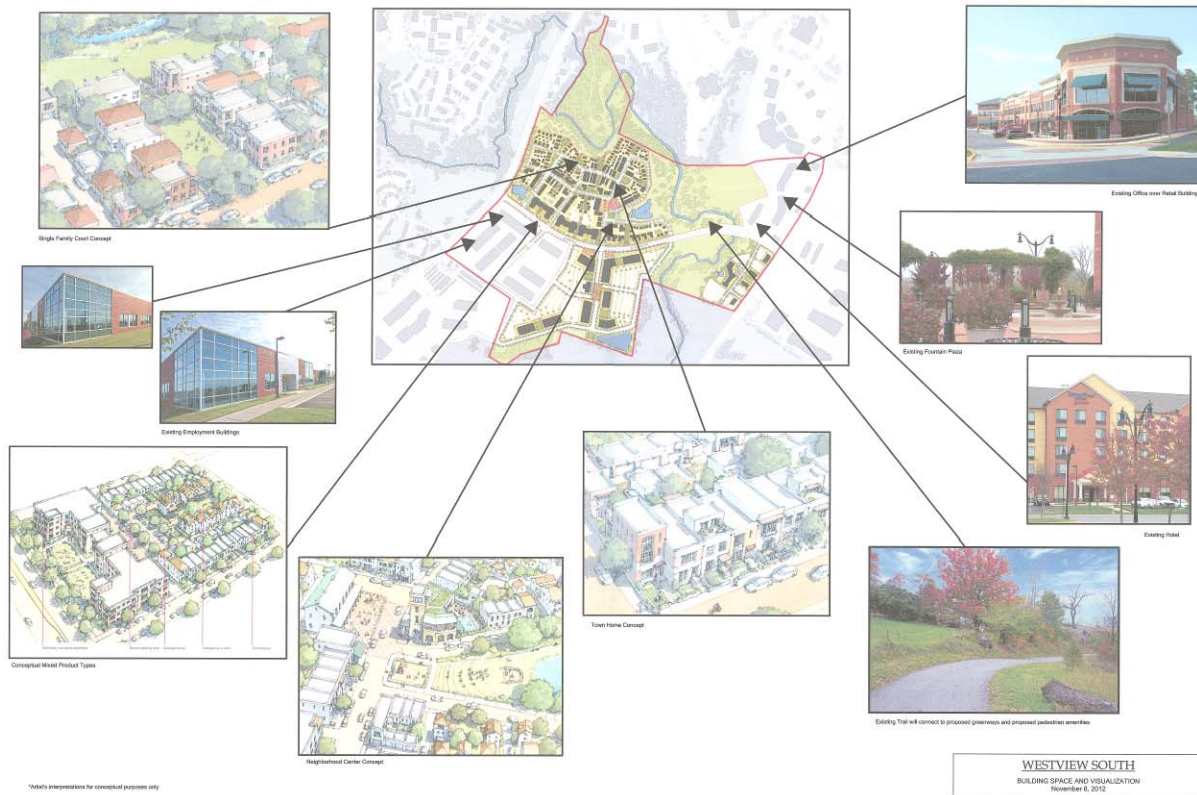 Single Family Court Concept
Existing Office over Retail Building
Existing Fountain Plaza
Existing Employment Buildings
Existing Hotel
Town Home Concept
Conceptual Mixed Product Types
Existing Trail will connect to proposed greenways and proposed pedestrian amenities
Neighborhood Center Concept
WESTVIEW SOUTH
BUILDING SPACE AND VISUALIZATION
November 8, 2012
*Artist's interpretations for conceptual purposes only